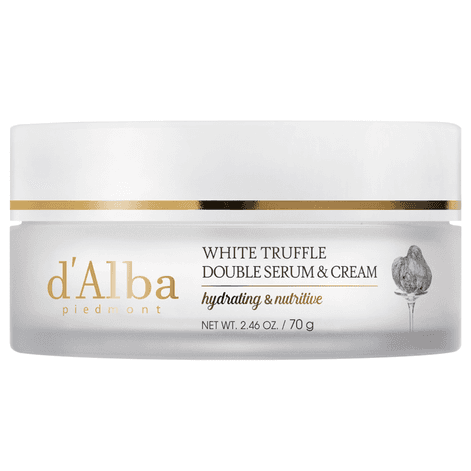 d'Alba
piedmont
WHITE TRUFFLE
DOUBLE SERUM & CREAM
hydrating & nutritive
NET WT. 2.46 OZ. / 70 g